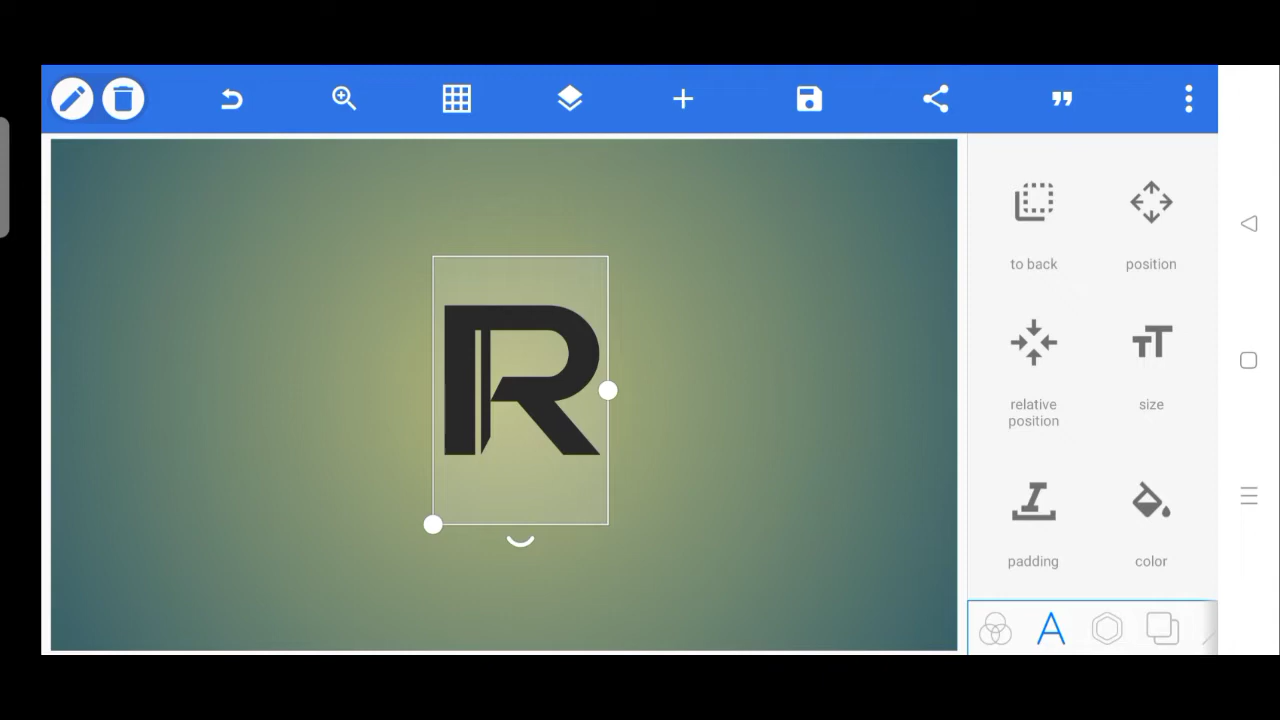 R
to back
position
relative
position
size
padding
color